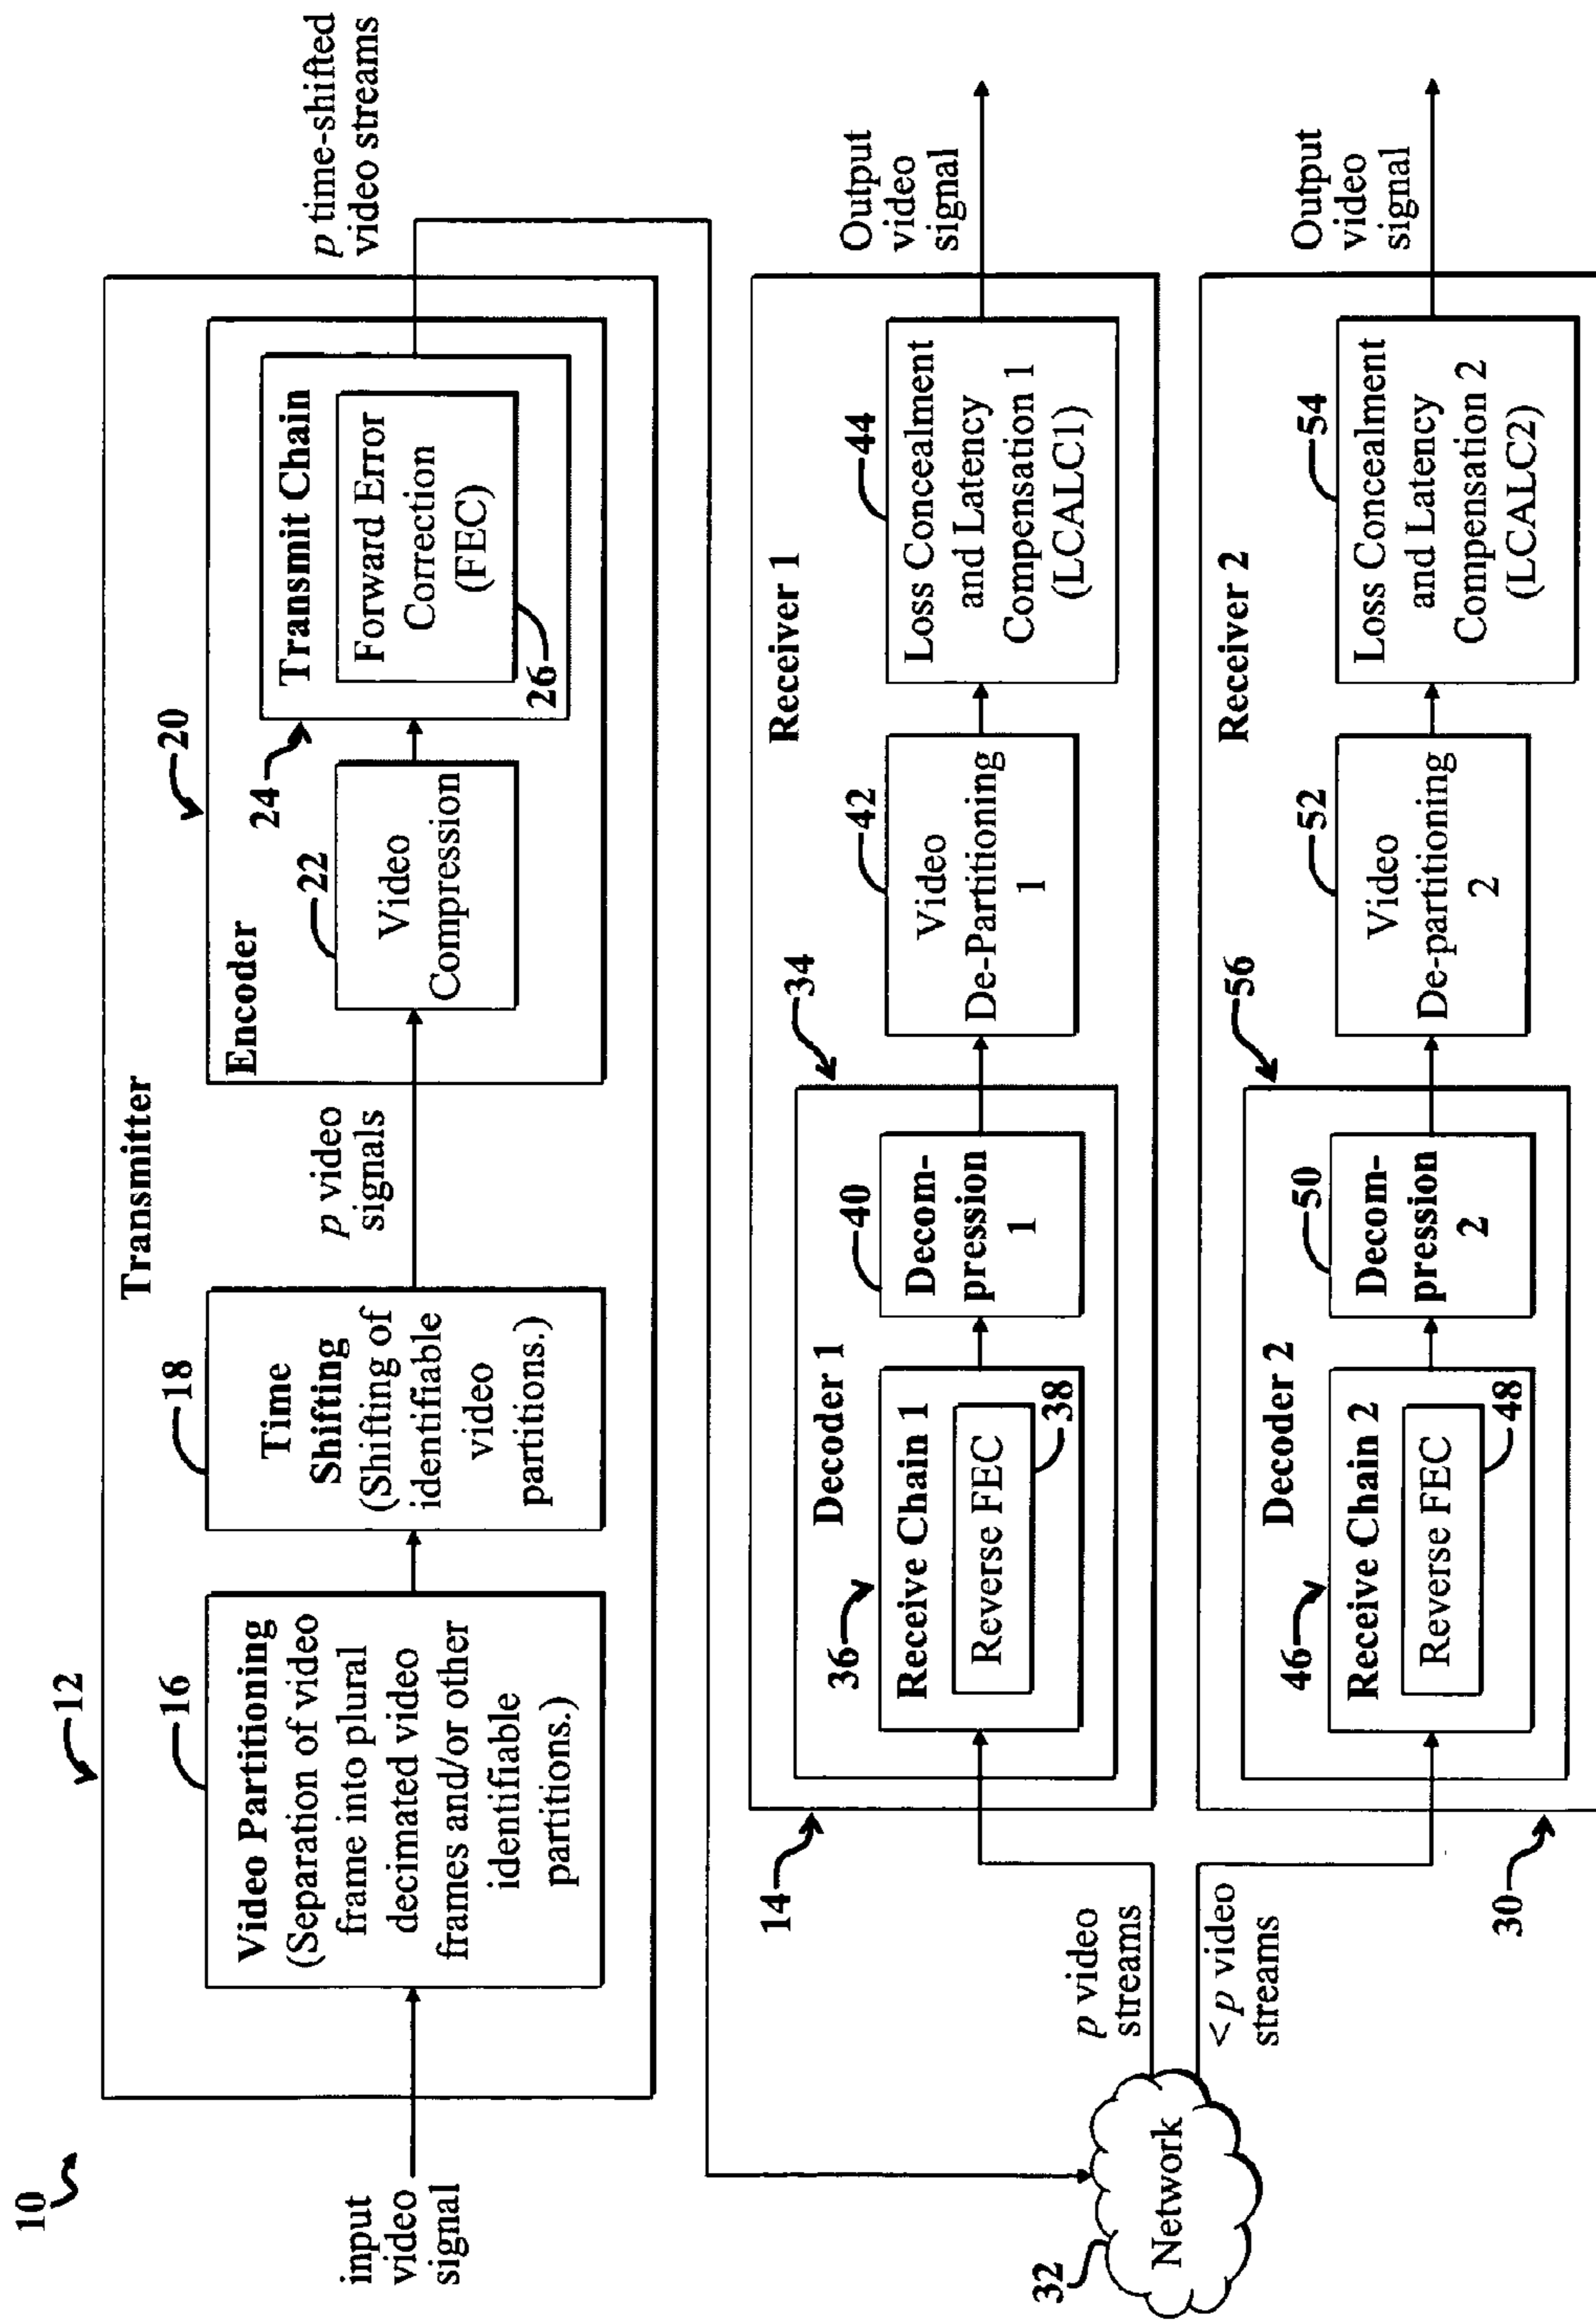 10
12
Transmitter
input
video
signal
16
Video Partitioning
(Separation of video
frame into plural
decimated video
frames and/or other
identifiable
partitions.)
18
Time
Shifting
(Shifting of
identifiable
video
partitions.)
p video
signals
20
Encoder
22
Video
Compression
24
Transmit Chain
Forward Error
Correction
(FEC)
26
p time-shifted
video streams
32
Network
p video
streams
< p video
streams
14
Receiver 1
34
Decoder 1
36
Receive Chain 1
Reverse FEC
38
40
Decom-
pression
1
42
Video
De-Partitioning
1
44
Loss Concealment
and Latency
Compensation 1
(LCALC1)
Output
video
signal
30
Receiver 2
56
Decoder 2
46
Receive Chain 2
Reverse FEC
48
50
Decom-
pression
2
52
Video
De-partitioning
2
54
Loss Concealment
and Latency
Compensation 2
(LCALC2)
Output
video
signal